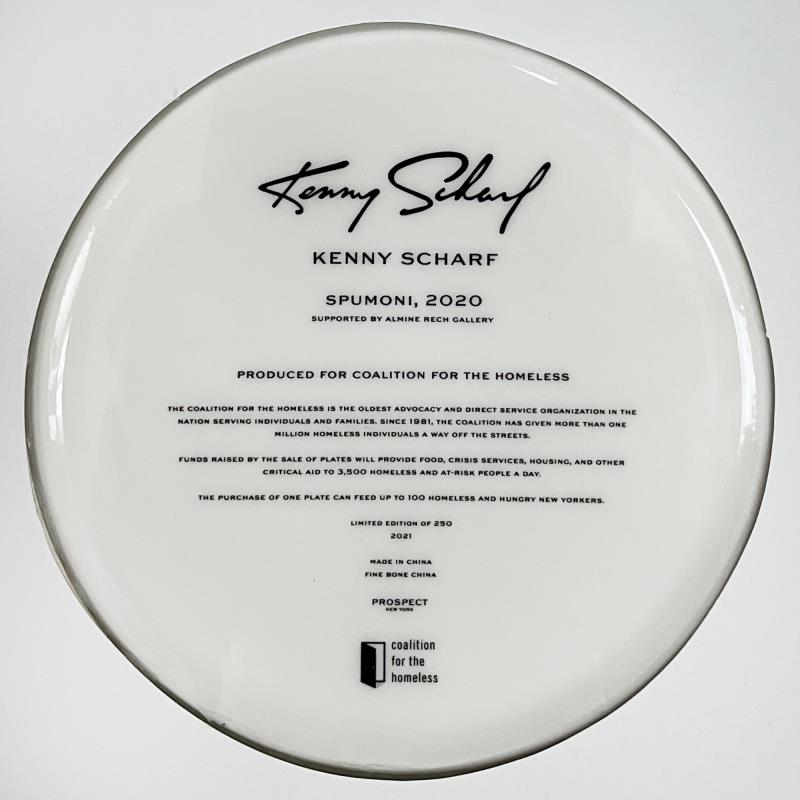 Kenny Scharf
KENNY SCHARF
SPUMONI, 2020
SUPPORTED BY ALMINE RECH GALLERY
PRODUCED FOR COALITION FOR THE HOMELESS
THE COALITION FOR THE HOMELESS IS THE OLDEST ADVOCACY AND DIRECT SERVICE ORGANIZATION IN THE
NATION SERVING INDIVIDUALS AND FAMILIES. SINCE 1981, THE COALITION HAS GIVEN MORE THAN ONE
MILLION HOMELESS INDIVIDUALS A WAY OFF THE STREETS.
FUNDS RAISED BY THE SALE OF PLATES WILL PROVIDE FOOD, CRISIS SERVICES, HOUSING, AND OTHER
CRITICAL AID TO 3,500 HOMELESS AND AT-RISK PEOPLE A DAY.
THE PURCHASE OF ONE PLATE CAN FEED UP TO 100 HOMELESS AND HUNGRY NEW YORKERS.
LIMITED EDITION OF 250
2021
MADE IN CHINA
FINE BONE CHINA
PROSPECT
NEW YORK
coalition
for the
homeless